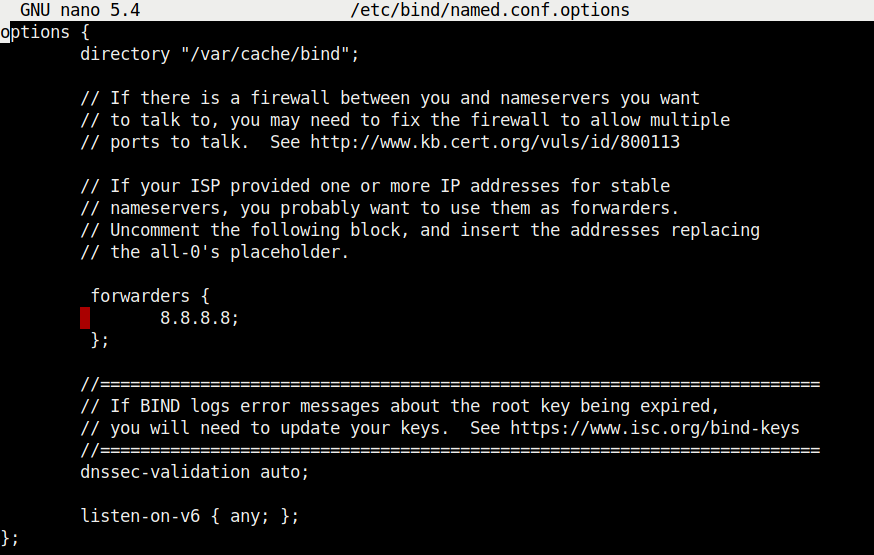 GNU nano 5.4 /etc/bind/named.conf.options
options {
directory "/var/cache/bind";
// If there is a firewall between you and nameservers you want
// to talk to, you may need to fix the firewall to allow multiple
// ports to talk.  See http://www.kb.cert.org/vuls/id/800113
// If your ISP provided one or more IP addresses for stable
// nameservers, you probably want to use them as forwarders.
// Uncomment the following block, and insert the addresses replacing
// the all-0's placeholder.
forwarders {
8.8.8.8;
};
//========================================================================
// If BIND logs error messages about the root key being expired,
// you will need to update your keys.  See https://www.isc.org/bind-keys
//========================================================================
dnssec-validation auto;
listen-on-v6 { any; };
};